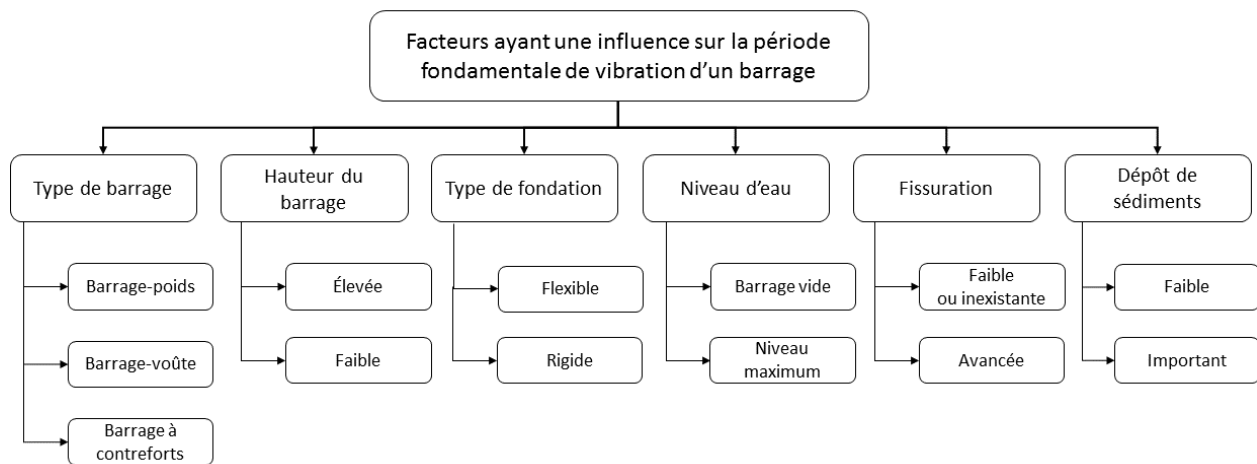 Facteurs ayant une influence sur la période
fondamentale de vibration d'un barrage
Type de barrage
Hauteur du
barrage
Type de fondation
Niveau d'eau
Fissuration
Dépôt de
sédiments
Barrage-poids
Élevée
Flexible
Barrage vide
Faible
ou inexistante
Faible
Barrage-voûte
Faible
Rigide
Niveau
maximum
Avancée
Important
Barrage à
contreforts